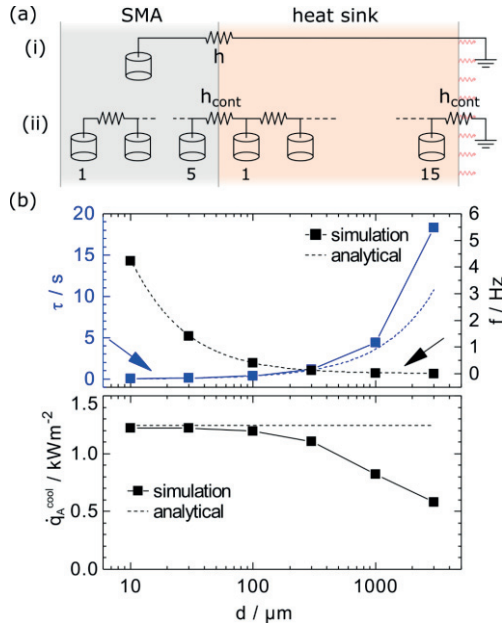 (a) SMA heat sink
(i)
h
(ii) h_cont h_cont
1 5 1 15
(b)
20 6
15 5
10 4
5 3
0 2
1
0
τ / s
f / Hz
simulation
analytical
1.5
1.0
0.5
0.0
q̇_A^cool / kWm^-2
simulation
analytical
10 100 1000
d / µm